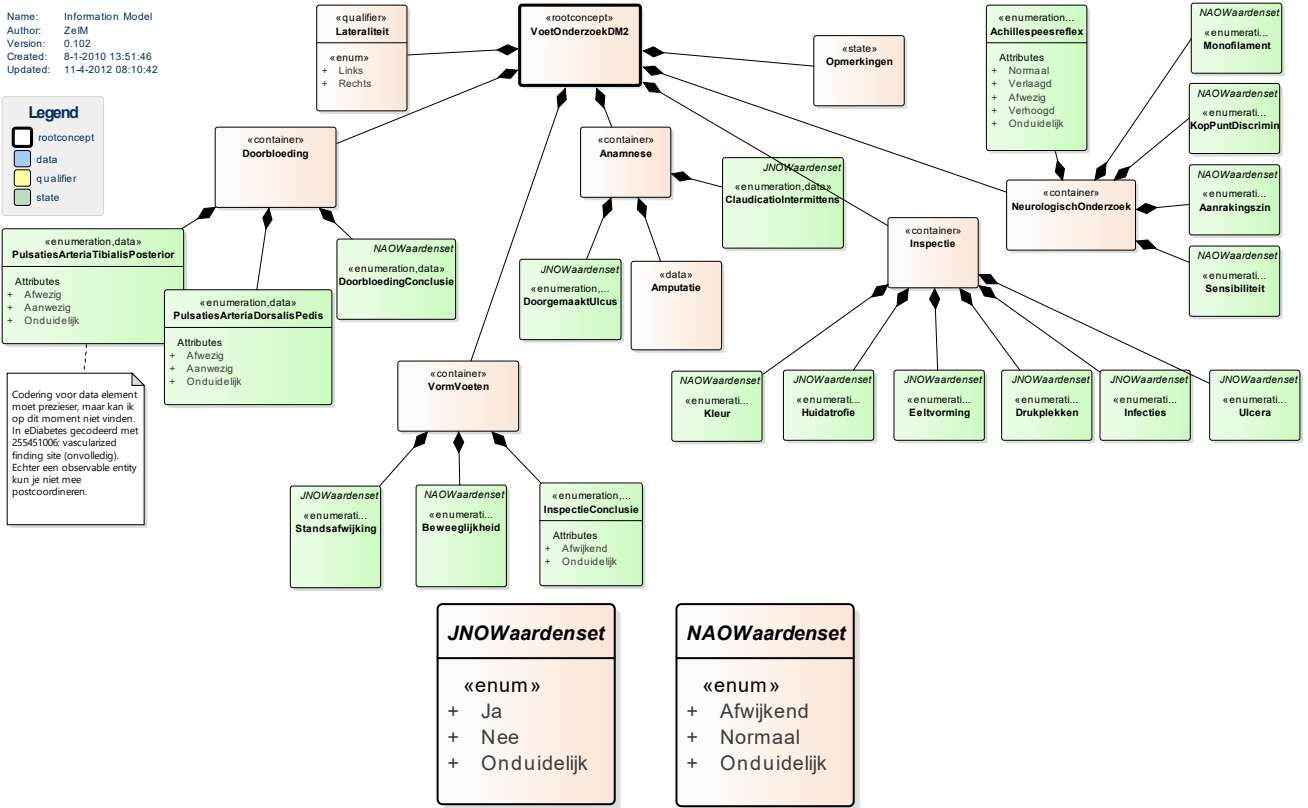 Name: Information Model
Author: ZeIM
Version: 0.102
Created: 8-1-2010 13:51:46
Updated: 11-4-2012 08:10:42
Legend
rootconcept
data
qualifier
state
«qualifier»
Lateraliteit
«enum»
+ Links
+ Rechts
«rootconcept»
VoetOnderzoekDM2
«state»
Opmerkingen
«enumeration...
Achillespeesreflex
Attributes
+ Normaal
+ Verlaagd
+ Afwezig
+ Verhoogd
+ Onduidelijk
NAOWaardenset
«enumerati...
Monofilament
NAOWaardenset
«enumerati...
KopPuntDiscrimin
NAOWaardenset
«enumerati...
Aanrakingszin
NAOWaardenset
«enumerati...
Sensibiliteit
«container»
Doorbloeding
«container»
Anamnese
JNOWaardenset
«enumeration,data»
ClaudicatioIntermittens
«container»
NeurologischOnderzoek
«container»
Inspectie
«enumeration,data»
PulsatiesArteriaTibialisPosterior
Attributes
+ Afwezig
+ Aanwezig
+ Onduidelijk
«enumeration,data»
PulsatiesArteriaDorsalisPedis
Attributes
+ Afwezig
+ Aanwezig
+ Onduidelijk
NAOWaardenset
«enumeration,data»
DoorbloedingConclusie
JNOWaardenset
«enumeration,...
DoorgemaaktUlcus
«data»
Amputatie
Codering voor data element
moet prezieser, maar kan ik
op dit moment niet vinden.
In eDiabetes gecodeerd met
255451006: vascularized
finding site (onvolledig).
Echter een observable entity
kun je niet mee
postcoordineren.
«container»
VormVoeten
NAOWaardenset
«enumerati...
Kleur
JNOWaardenset
«enumerati...
Huidatrofie
JNOWaardenset
«enumerati...
Eeltvorming
JNOWaardenset
«enumerati...
Drukplekken
JNOWaardenset
«enumerati...
Infecties
JNOWaardenset
«enumerati...
Ulcera
JNOWaardenset
«enumerati...
Standsafwijking
NAOWaardenset
«enumerati...
Beweeglijkheid
«enumeration,...
InspectieConclusie
Attributes
+ Afwijkend
+ Onduidelijk
JNOWaardenset
«enum»
+ Ja
+ Nee
+ Onduidelijk
NAOWaardenset
«enum»
+ Afwijkend
+ Normaal
+ Onduidelijk